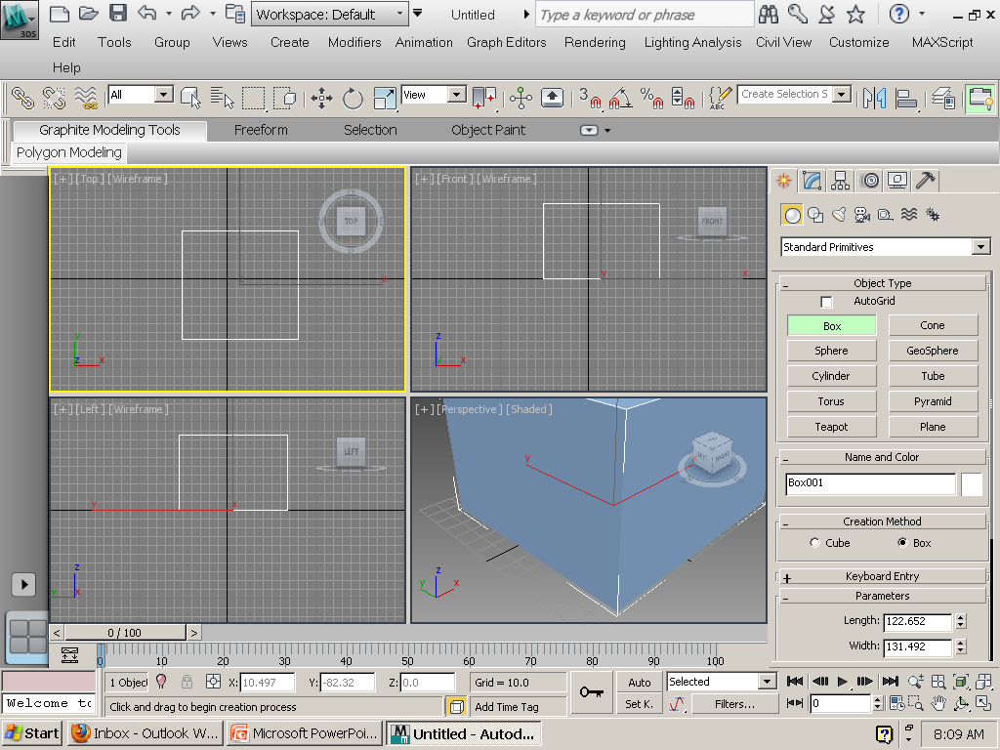 3DS
Workspace: Default
Untitled
Type a keyword or phrase
Edit Tools Group Views Create Modifiers Animation Graph Editors Rendering Lighting Analysis Civil View Customize MAXScript
Help
All
View
3
%
ABC
Create Selection S
Graphite Modeling Tools Freeform Selection Object Paint
Polygon Modeling
[+] [Top] [Wireframe]
TOP
x
y
z
x
[+] [Front] [Wireframe]
FRONT
y
x
z
y
x
Standard Primitives
- Object Type
AutoGrid
Box Cone
Sphere GeoSphere
Cylinder Tube
Torus Pyramid
Teapot Plane
[+] [Left] [Wireframe]
LEFT
y
x
z
y
x
[+] [Perspective] [Shaded]
y
z
y
x
- Name and Color
Box001
- Creation Method
Cube Box
+ Keyboard Entry
- Parameters
Length: 122.652
Width: 131.492
< 0 / 100 >
0 10 20 30 40 50 60 70 80 90 100
1 Object X: 10.497 Y: -82.32 Z: 0.0 Grid = 10.0
Auto Selected
Welcome to
Click and drag to begin creation process
Add Time Tag
Set K. Filters... 0
Start
Inbox - Outlook W...
Microsoft PowerPoi...
Untitled - Autod...
8:09 AM